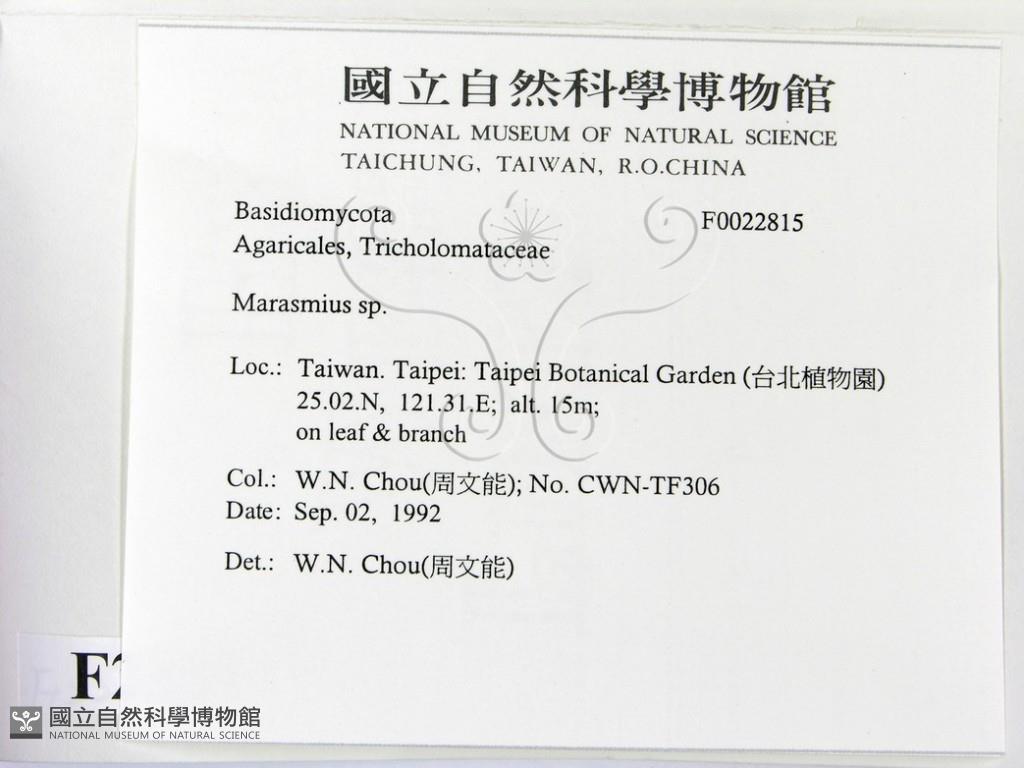 國立自然科學博物館
NATIONAL MUSEUM OF NATURAL SCIENCE
TAICHUNG, TAIWAN, R.O.CHINA
Basidiomycota F0022815
Agaricales, Tricholomataceae
Marasmius sp.
Loc.: Taiwan. Taipei: Taipei Botanical Garden (台北植物園)
25.02.N, 121.31.E; alt. 15m;
on leaf & branch
Col.: W.N. Chou(周文能); No. CWN-TF306
Date: Sep. 02, 1992
Det.: W.N. Chou(周文能)
國立自然科學博物館
NATIONAL MUSEUM OF NATURAL SCIENCE